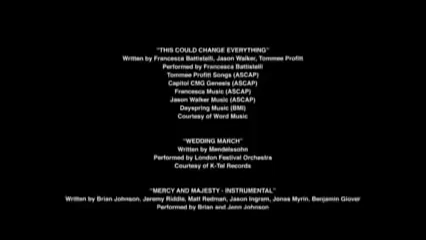 "THIS COULD CHANGE EVERYTHING"
Written by Francesca Battistelli, Jason Walker, Tommee Profitt
Performed by Francesca Battistelli
Tommee Profitt Songs (ASCAP)
Capitol CMG Genesis (ASCAP)
Francesca Music (ASCAP)
Jason Walker Music (ASCAP)
Dayspring Music (BMI)
Courtesy of Word Music
"WEDDING MARCH"
Written by Mendelssohn
Performed by London Festival Orchestra
Courtesy of K-Tel Records
"MERCY AND MAJESTY - INSTRUMENTAL"
Written by Brian Johnson, Jeremy Riddle, Matt Redman, Jason Ingram, Jonas Myrin, Benjamin Glover
Performed by Brian and Jenn Johnson